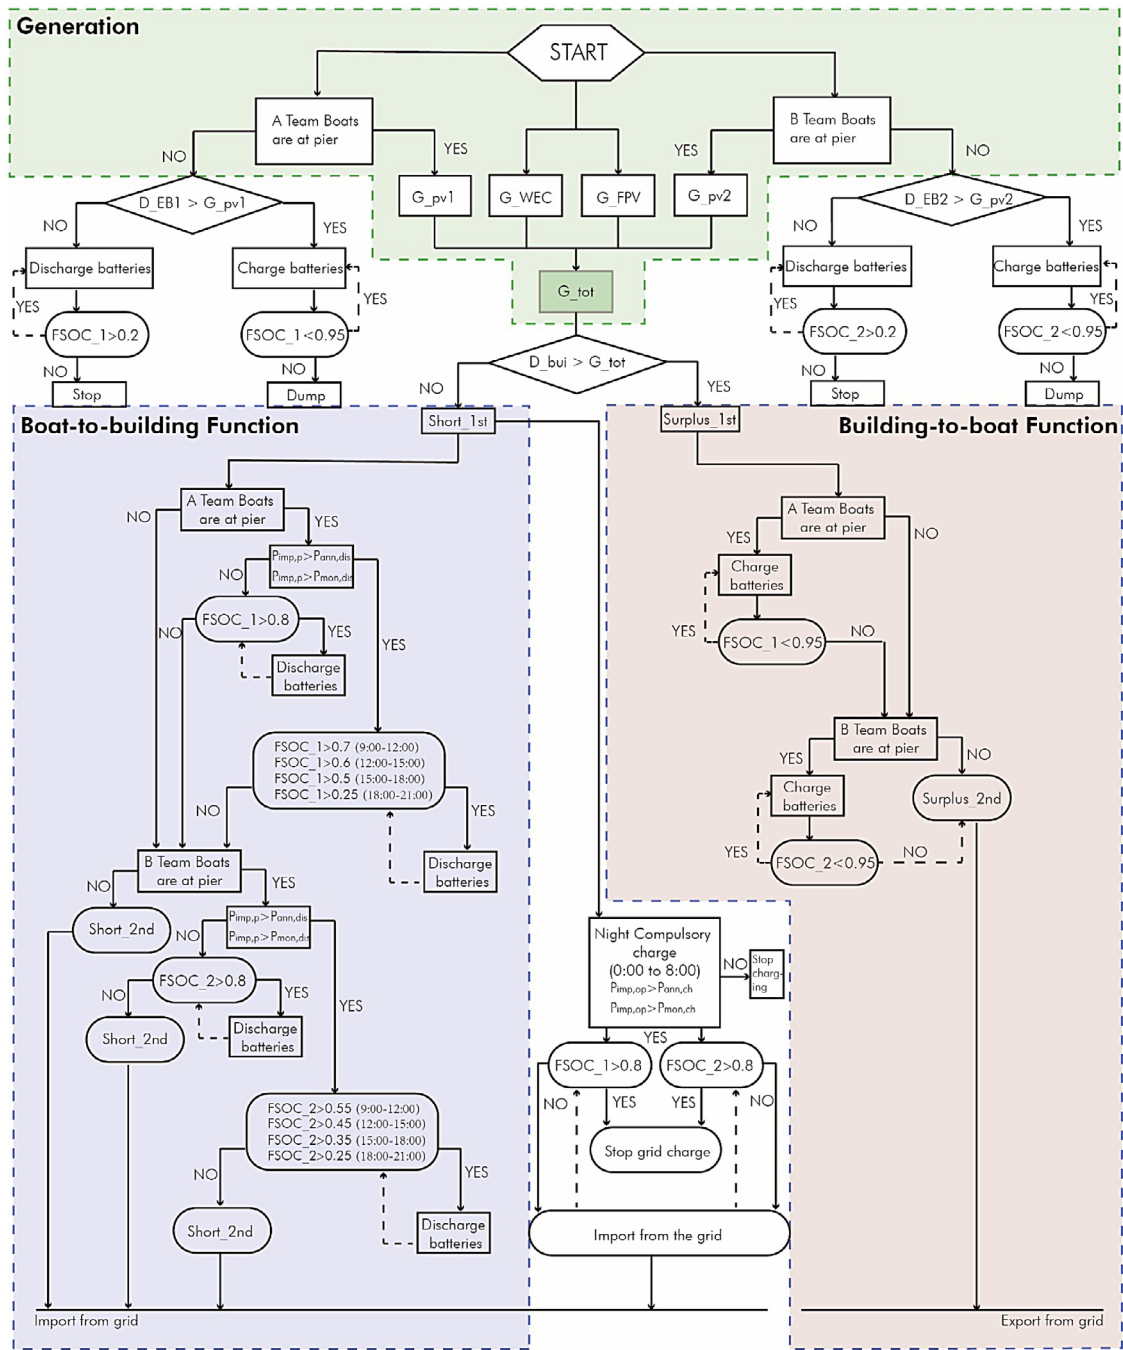 Generation
START
A Team Boats
are at pier
B Team Boats
are at pier
NO
YES
YES
NO
D_EB1 > G_pv1
G_pv1
G_WEC
G_FPV
G_pv2
D_EB2 > G_pv2
NO
YES
NO
YES
Discharge batteries
Charge batteries
G_tot
Discharge batteries
Charge batteries
YES
YES
YES
YES
FSOC_1>0.2
FSOC_1<0.95
FSOC_2>0.2
FSOC_2<0.95
D_bui > G_tot
NO
NO
NO
YES
NO
NO
Stop
Dump
Stop
Dump
Boat-to-building Function
Short_1st
Surplus_1st
Building-to-boat Function
A Team Boats
are at pier
NO
YES
Pimp,p>Pann,dis
Pimp,p>Pmon,dis
NO
FSOC_1>0.8
NO
YES
YES
Discharge
batteries
FSOC_1>0.7 (9:00-12:00)
FSOC_1>0.6 (12:00-15:00)
FSOC_1>0.5 (15:00-18:00)
FSOC_1>0.25 (18:00-21:00)
NO
YES
Discharge
batteries
B Team Boats
are at pier
NO
YES
Short_2nd
Pimp,p>Pann,dis
Pimp,p>Pmon,dis
NO
FSOC_2>0.8
NO
YES
YES
Short_2nd
Discharge
batteries
FSOC_2>0.55 (9:00-12:00)
FSOC_2>0.45 (12:00-15:00)
FSOC_2>0.35 (15:00-18:00)
FSOC_2>0.25 (18:00-21:00)
NO
YES
Short_2nd
Discharge
batteries
Import from grid
A Team Boats
are at pier
YES
NO
Charge
batteries
YES
FSOC_1<0.95
NO
B Team Boats
are at pier
YES
NO
Charge
batteries
Surplus_2nd
YES
FSOC_2<0.95
NO
Night Compulsory
charge
(0:00 to 8:00)
Pimp,op>Pann,ch
Pimp,op>Pmon,ch
NO
Stop
charg-
ing
YES
FSOC_1>0.8
FSOC_2>0.8
NO
YES
YES
NO
Stop grid charge
Import from the grid
Export from grid